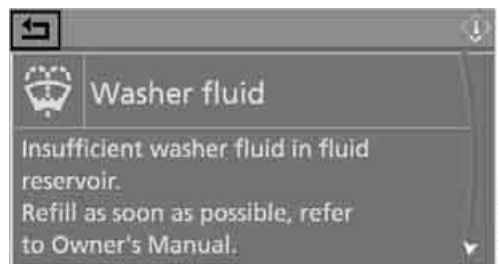 Washer fluid
Insufficient washer fluid in fluid
reservoir.
Refill as soon as possible, refer
to Owner's Manual.